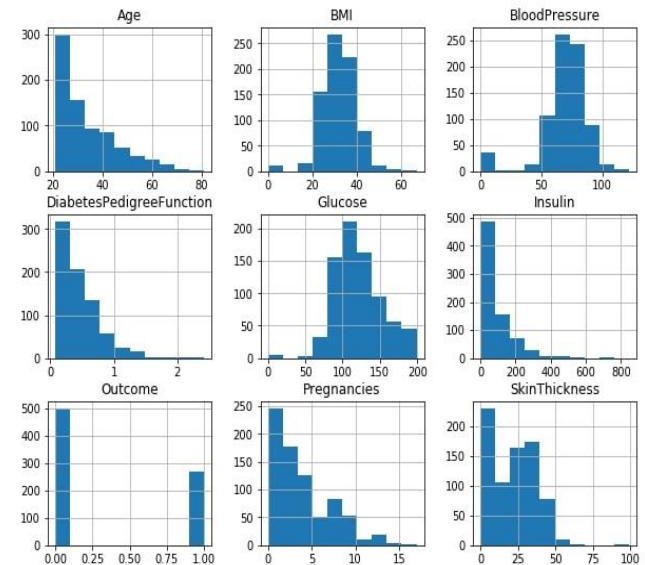 Age BMI BloodPressure
300 250 250
200 200 200
100 150 150
100 100
50 50
0 0 0
20 40 60 80 0 20 40 60 0 50 100
DiabetesPedigreeFunction Glucose Insulin
300 200 500
200 150 400
100 100 300
50 200
100
0 0 0
0 1 2 0 50 100 150 200 0 200 400 600 800
Outcome Pregnancies SkinThickness
500 250 200
400 200 150
300 150 100
200 100 50
100 50
0 0 0
0.00 0.25 0.50 0.75 1.00 0 5 10 15 0 25 50 75 100